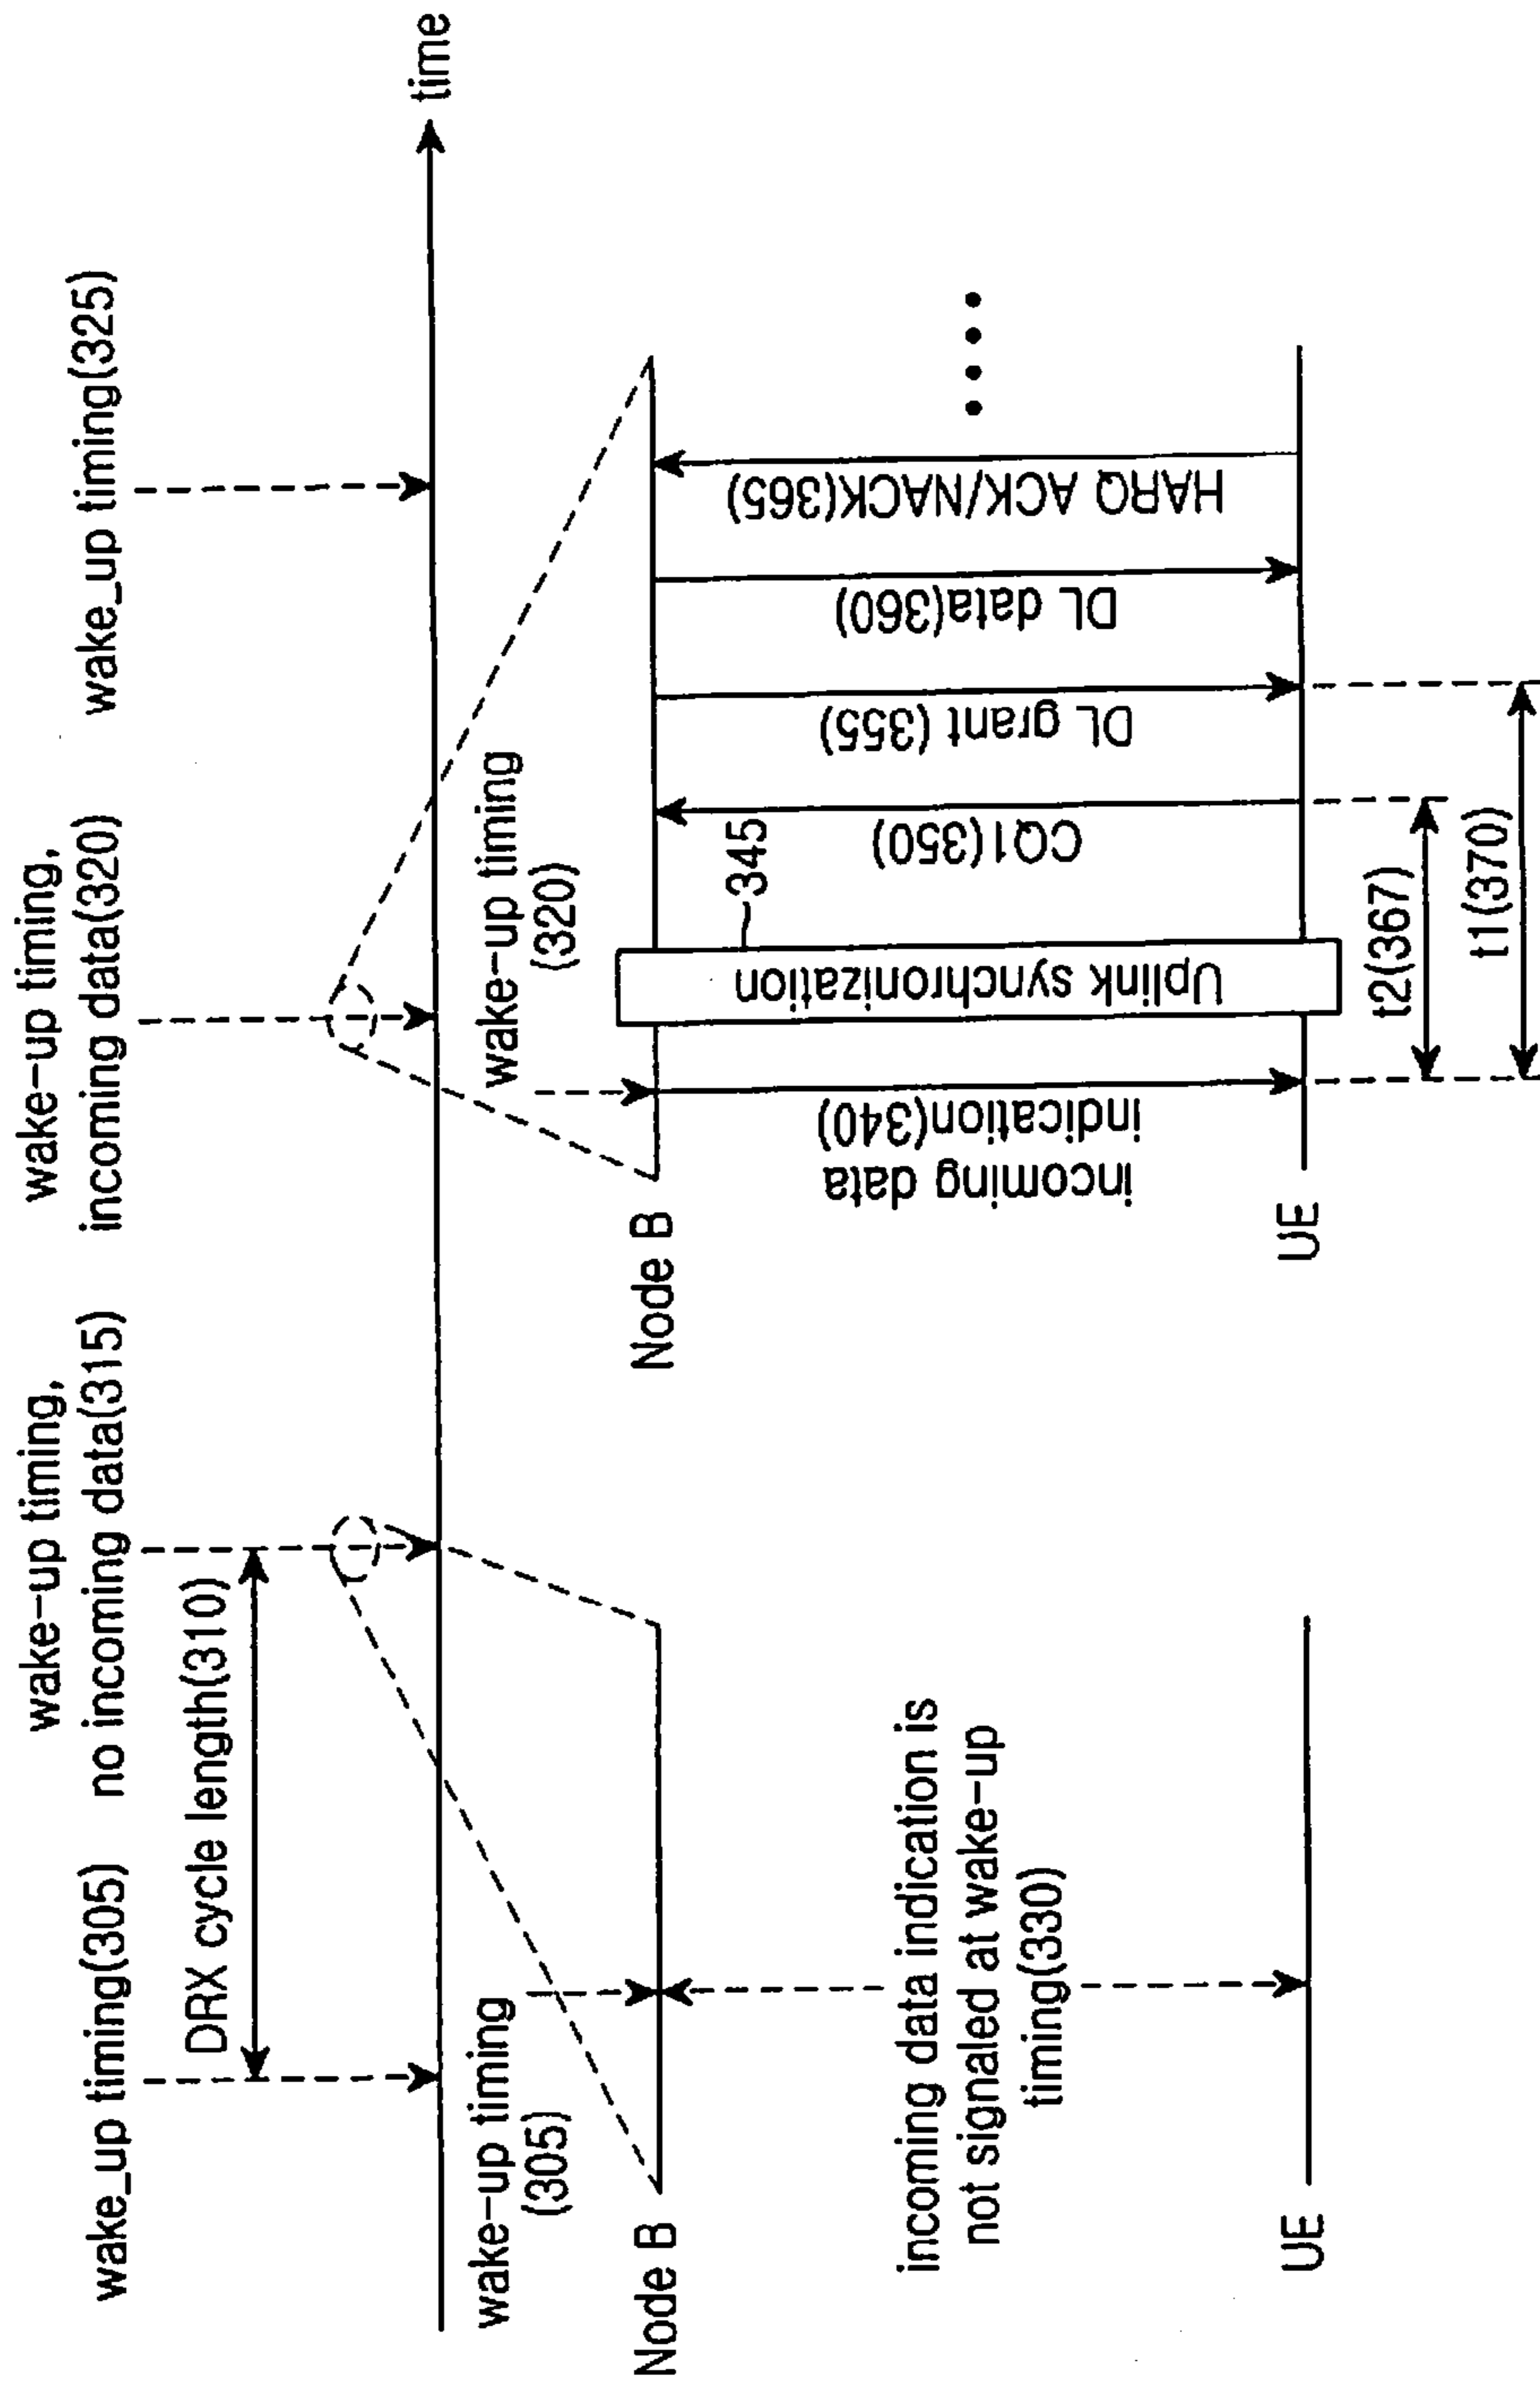 wake_up timing(305)
wake-up timing,
no incoming data(315)
wake-up timing,
incoming data(320)
wake_up timing(325)
DRX cycle length(310)
time
wake-up timing
(305)
wake-up timing
(320)
Node B
Node B
incoming data indication is
not signaled at wake-up
timing(330)
incoming data
indication(340)
Uplink synchronization
345
CQ1(350)
DL grant (355)
DL data(360)
HARQ ACK/NACK(365)
UE
UE
t2(367)
t1(370)